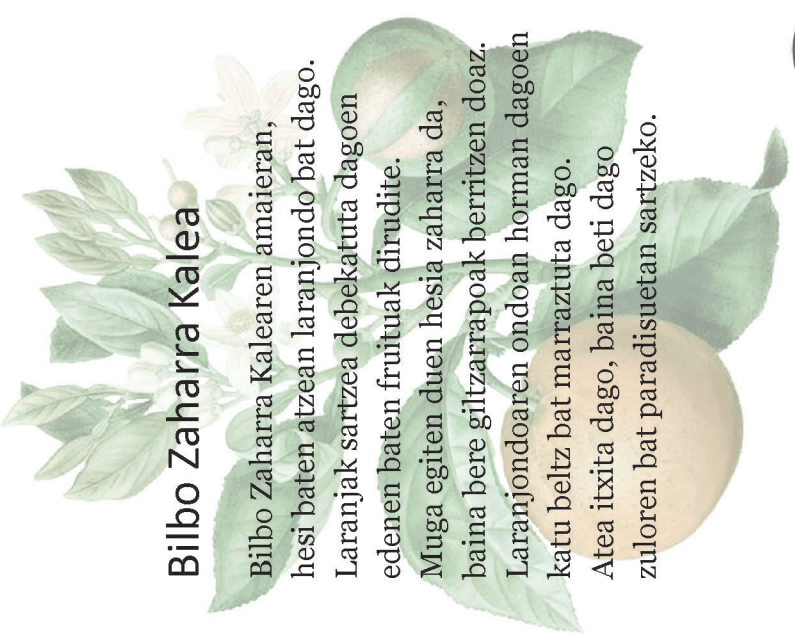 Bilbo Zaharra Kalea
Bilbo Zaharra Kalearen amaieran,
hesi baten atzean laranjondo bat dago.
Laranjak sartzea debekatuta dagoen
edenen baten fruituak dirudite.
Muga egiten duen hesia zaharra da,
baina bere giltzarrapoak berritzen doaz.
Laranjondoaren ondoan horman dagoen
katu beltz bat marraztuta dago.
Atea itxita dago, baina beti dago
zuloren bat paradisuetan sartzeko.